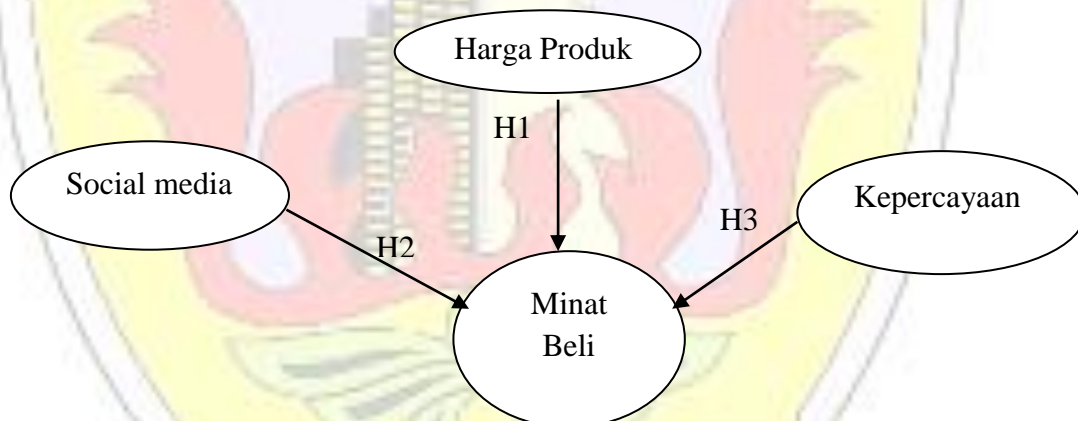 Harga Produk
H1
Social media
Kepercayaan
H3
H2
Minat
Beli